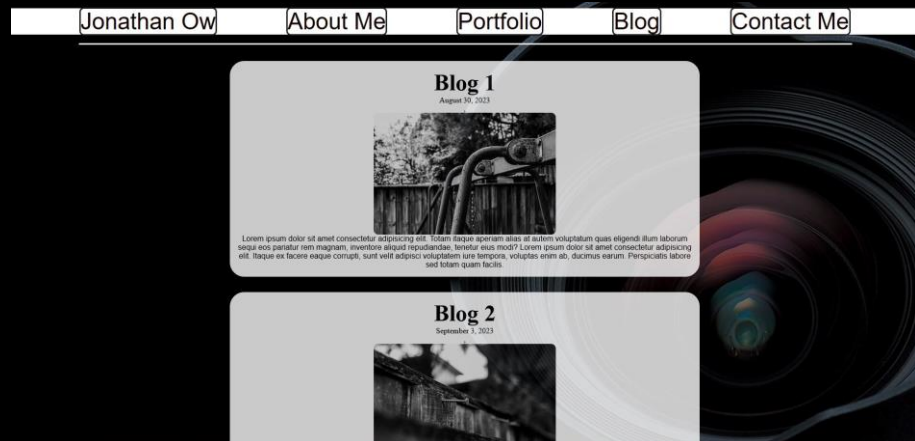 Jonathan Ow About Me Portfolio Blog Contact Me
Blog 1
August 30, 2023
Lorem ipsum dolor sit amet consectetur adipisicing elit. Totam itaque aperiam alias at autem voluptatum quas eligendi illum laborum
sequi eos pariatur rem magnam, inventore aliquid repudiandae, tenetur eius modi? Lorem ipsum dolor sit amet consectetur adipisicing
elit. Itaque ex facere eaque corrupti, sunt velit adipisci voluptatem iure tempora, voluptas enim ab, ducimus earum. Perspiciatis labore
sed totam quam facilis.
Blog 2
September 3, 2023